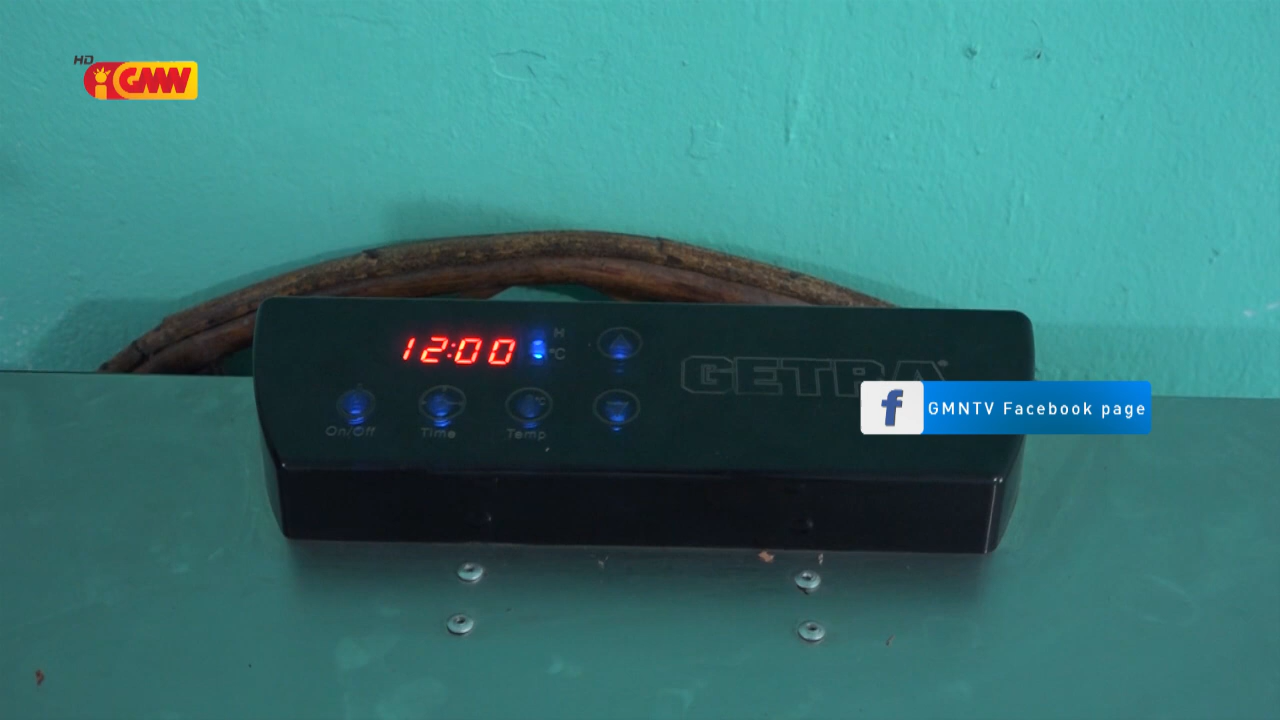 HD
GMN
12:00
H
°C
GETRA®
On/Off
Time
Temp
°C
GMNTV Facebook page